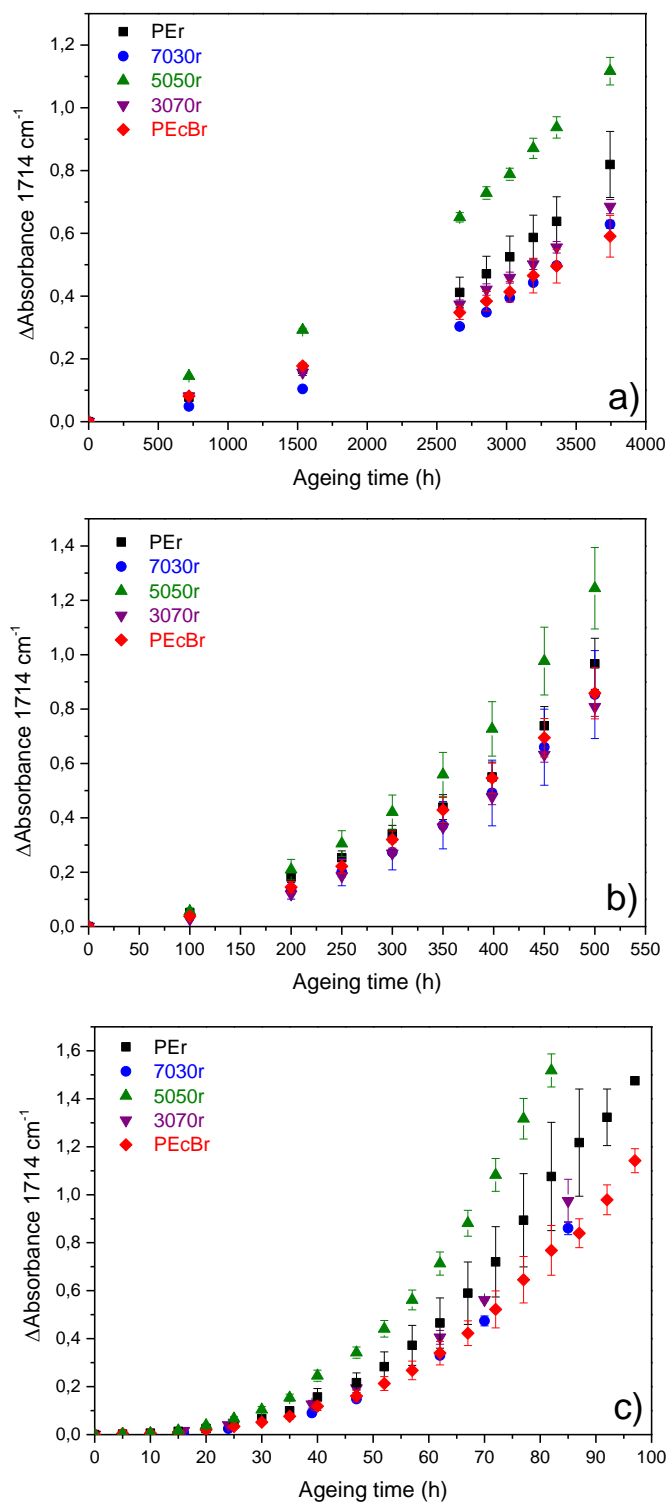 PEr
7030r
5050r
3070r
PEcBr
1,2
1,0
0,8
0,6
0,4
0,2
0,0
ΔAbsorbance 1714 cm⁻¹
a)
0 500 1000 1500 2000 2500 3000 3500 4000
Ageing time (h)
PEr
7030r
5050r
3070r
PEcBr
1,4
1,2
1,0
0,8
0,6
0,4
0,2
0,0
ΔAbsorbance 1714 cm⁻¹
b)
0 50 100 150 200 250 300 350 400 450 500 550
Ageing time (h)
PEr
7030r
5050r
3070r
PEcBr
1,6
1,4
1,2
1,0
0,8
0,6
0,4
0,2
0,0
ΔAbsorbance 1714 cm⁻¹
c)
0 10 20 30 40 50 60 70 80 90 100
Ageing time (h)